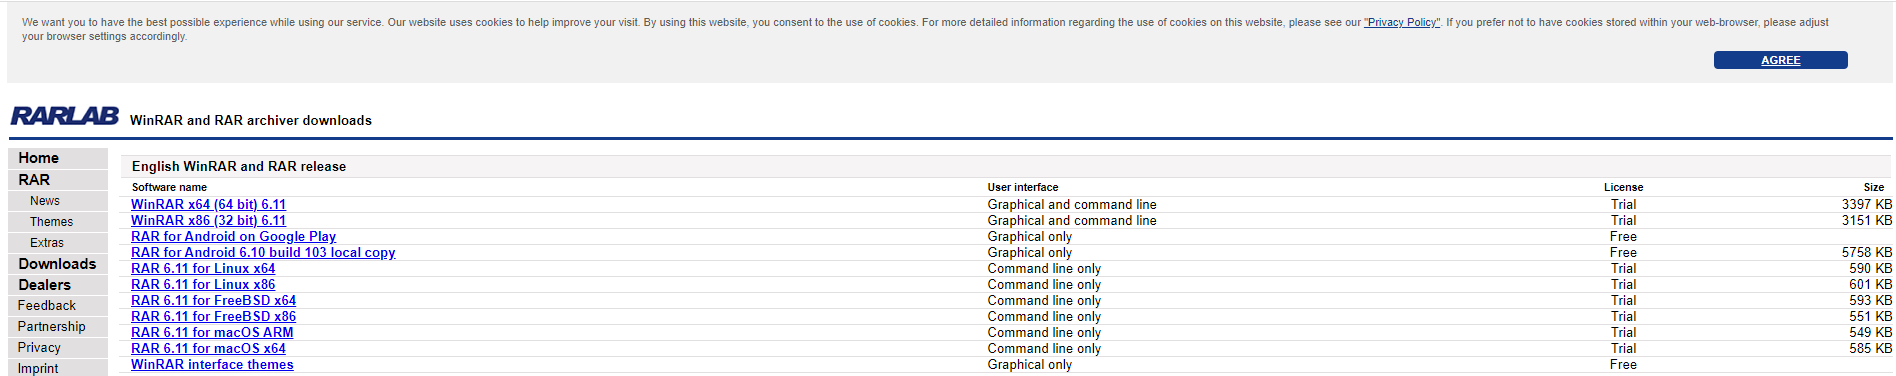 We want you to have the best possible experience while using our service. Our website uses cookies to help improve your visit. By using this website, you consent to the use of cookies. For more detailed information regarding the use of cookies on this website, please see our "Privacy Policy". If you prefer not to have cookies stored within your web-browser, please adjust
your browser settings accordingly.
AGREE
RARLAB WinRAR and RAR archiver downloads
Home
RAR
News
Themes
Extras
Downloads
Dealers
Feedback
Partnership
Privacy
Imprint
English WinRAR and RAR release
Software name User interface License Size
WinRAR x64 (64 bit) 6.11 Graphical and command line Trial 3397 KB
WinRAR x86 (32 bit) 6.11 Graphical and command line Trial 3151 KB
RAR for Android on Google Play Graphical only Free
RAR for Android 6.10 build 103 local copy Graphical only Free 5758 KB
RAR 6.11 for Linux x64 Command line only Trial 590 KB
RAR 6.11 for Linux x86 Command line only Trial 601 KB
RAR 6.11 for FreeBSD x64 Command line only Trial 593 KB
RAR 6.11 for FreeBSD x86 Command line only Trial 551 KB
RAR 6.11 for macOS ARM Command line only Trial 549 KB
RAR 6.11 for macOS x64 Command line only Trial 585 KB
WinRAR interface themes Graphical only Free